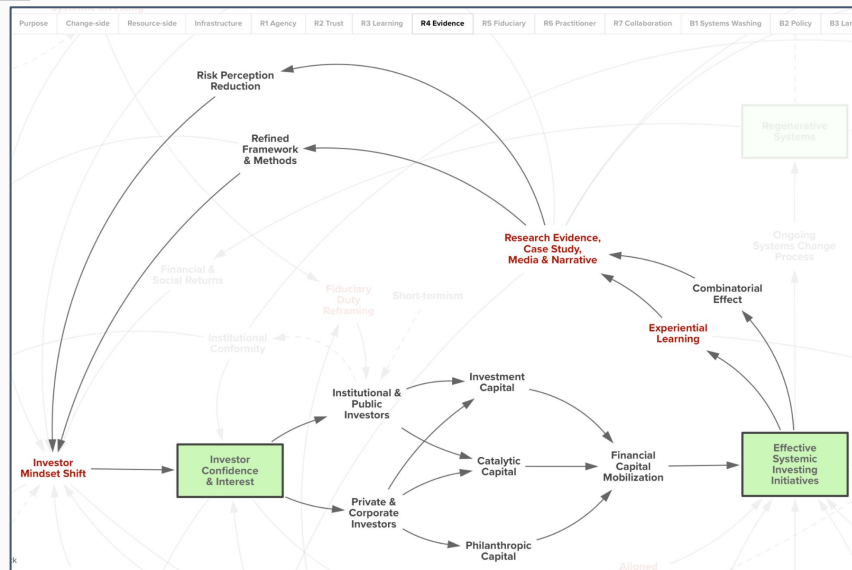 Purpose
Change-side
Resource-side
Infrastructure
R1 Agency
R2 Trust
R3 Learning
R4 Evidence
R5 Fiduciary
R6 Practitioner
R7 Collaboration
B1 Systems Washing
B2 Policy
B3 Lar
Risk Perception
Reduction
Refined
Framework
& Methods
Regenerative
Systems
Research Evidence,
Case Study,
Media & Narrative
Ongoing
Systems Change
Process
Financial &
Social Returns
Fiduciary
Duty
Reframing
Short-termism
Combinatorial
Effect
Experiential
Learning
Institutional
Conformity
Institutional &
Public
Investors
Investment
Capital
Investor
Mindset Shift
Investor
Confidence
& Interest
Catalytic
Capital
Financial
Capital
Mobilization
Effective
Systemic
Investing
Initiatives
Private &
Corporate
Investors
Philanthropic
Capital
k